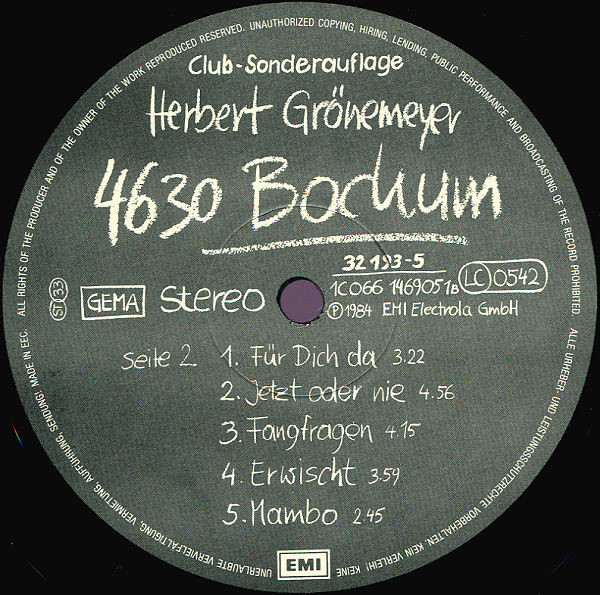 ALL RIGHTS OF THE PRODUCER AND OF THE OWNER OF THE WORK REPRODUCED RESERVED. UNAUTHORIZED COPYING, HIRING, LENDING, PUBLIC PERFORMANCE AND BROADCASTING OF THE RECORD PROHIBITED.
ALLE URHEBER- UND LEISTUNGSSCHUTZRECHTE VORBEHALTEN. KEIN VERLEIH! KEINE UNERLAUBTE VERVIELFÄLTIGUNG, VERMIETUNG, AUFFÜHRUNG, SENDUNG! MADE IN EEC.
Club-Sonderauflage
Herbert Grönemeyer
4630 Bochum
32193-5
1C066 1469051B LC 0542
ST 33 GEMA Stereo ℗1984 EMI Electrola GmbH
Seite 2 1. Für Dich da 3.22
2. Jetzt oder nie 4.56
3. Fangfragen 4.15
4. Erwischt 3.59
5. Mambo 2.45
EMI